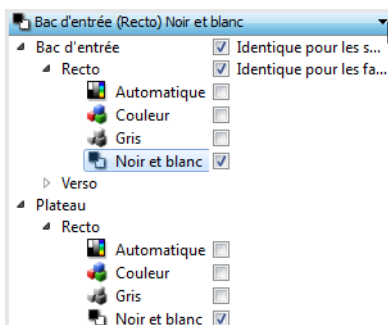 Bac d'entrée (Recto) Noir et blanc
Bac d'entrée Identique pour les s...
Recto Identique pour les fa...
Automatique
Couleur
Gris
Noir et blanc
Verso
Plateau
Recto
Automatique
Couleur
Gris
Noir et blanc